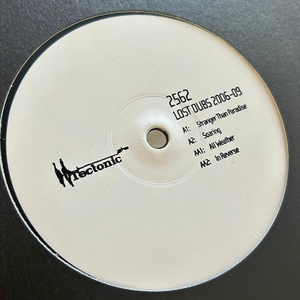 2562
LOST DUBS 2006-09
A1: Stranger Than Paradise
A2: Soaring
AA1: All Weather
AA2: In Reverse
Tectonic